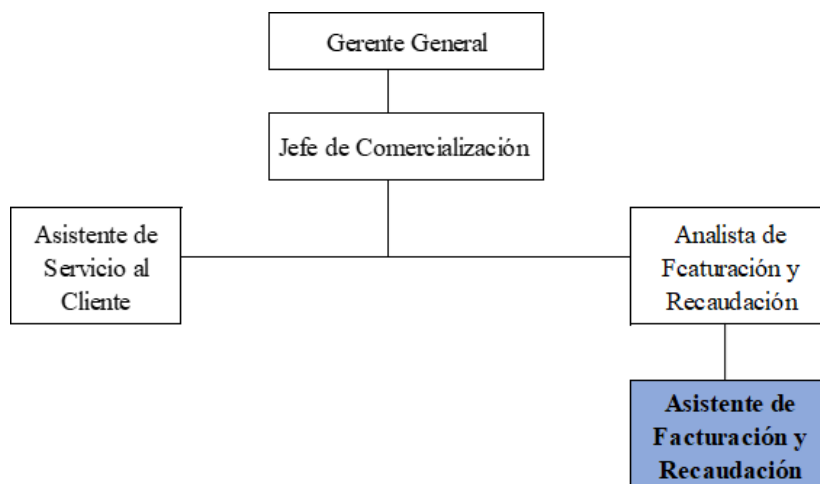 Gerente General
Jefe de Comercialización
Asistente de
Servicio al
Cliente
Analista de
Fcaturación y
Recaudación
Asistente de
Facturación y
Recaudación